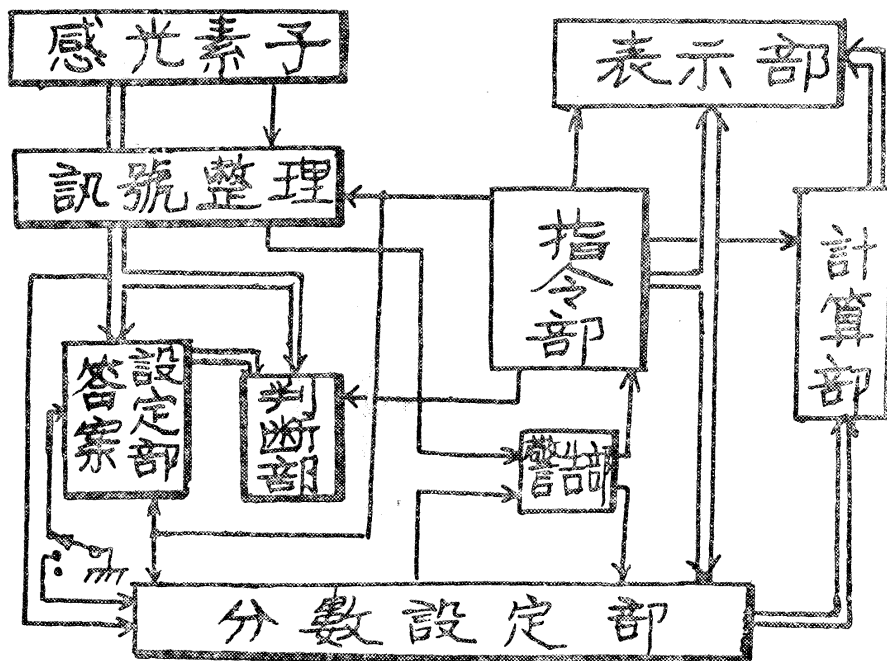 感光素子
表示部
訊號整理
指令部
計算部
答案
設定部
判斷部
警告部
分數設定部